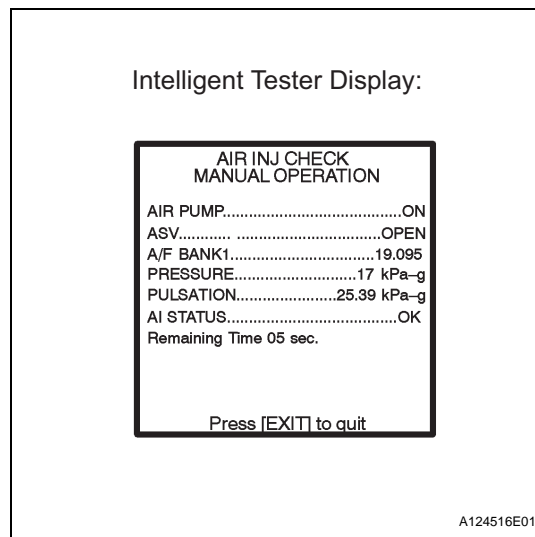 Intelligent Tester Display:
AIR INJ CHECK
MANUAL OPERATION
AIR PUMP.........................................ON
ASV............ .................................OPEN
A/F BANK1.................................19.095
PRESSURE............................17 kPa–g
PULSATION.......................25.39 kPa–g
AI STATUS.......................................OK
Remaining Time 05 sec.
Press [EXIT] to quit
A124516E01